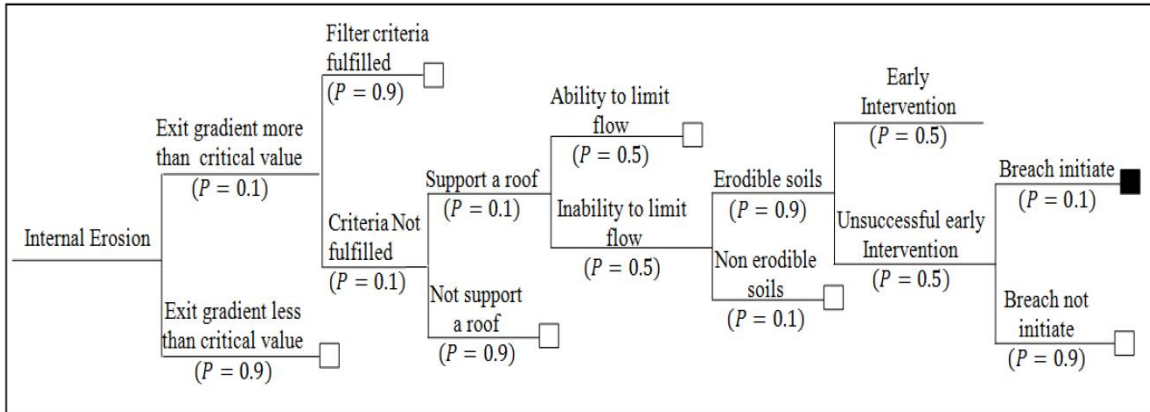 Internal Erosion
Exit gradient more
than critical value
(P = 0.1)
Exit gradient less
than critical value
(P = 0.9)
Filter criteria
fulfilled
(P = 0.9)
Criteria Not
fulfilled
(P = 0.1)
Support a roof
(P = 0.1)
Not support
a roof
(P = 0.9)
Ability to limit
flow
(P = 0.5)
Inability to limit
flow
(P = 0.5)
Erodible soils
(P = 0.9)
Non erodible
soils
(P = 0.1)
Early
Intervention
(P = 0.5)
Unsuccessful early
Intervention
(P = 0.5)
Breach initiate
(P = 0.1)
Breach not
initiate
(P = 0.9)